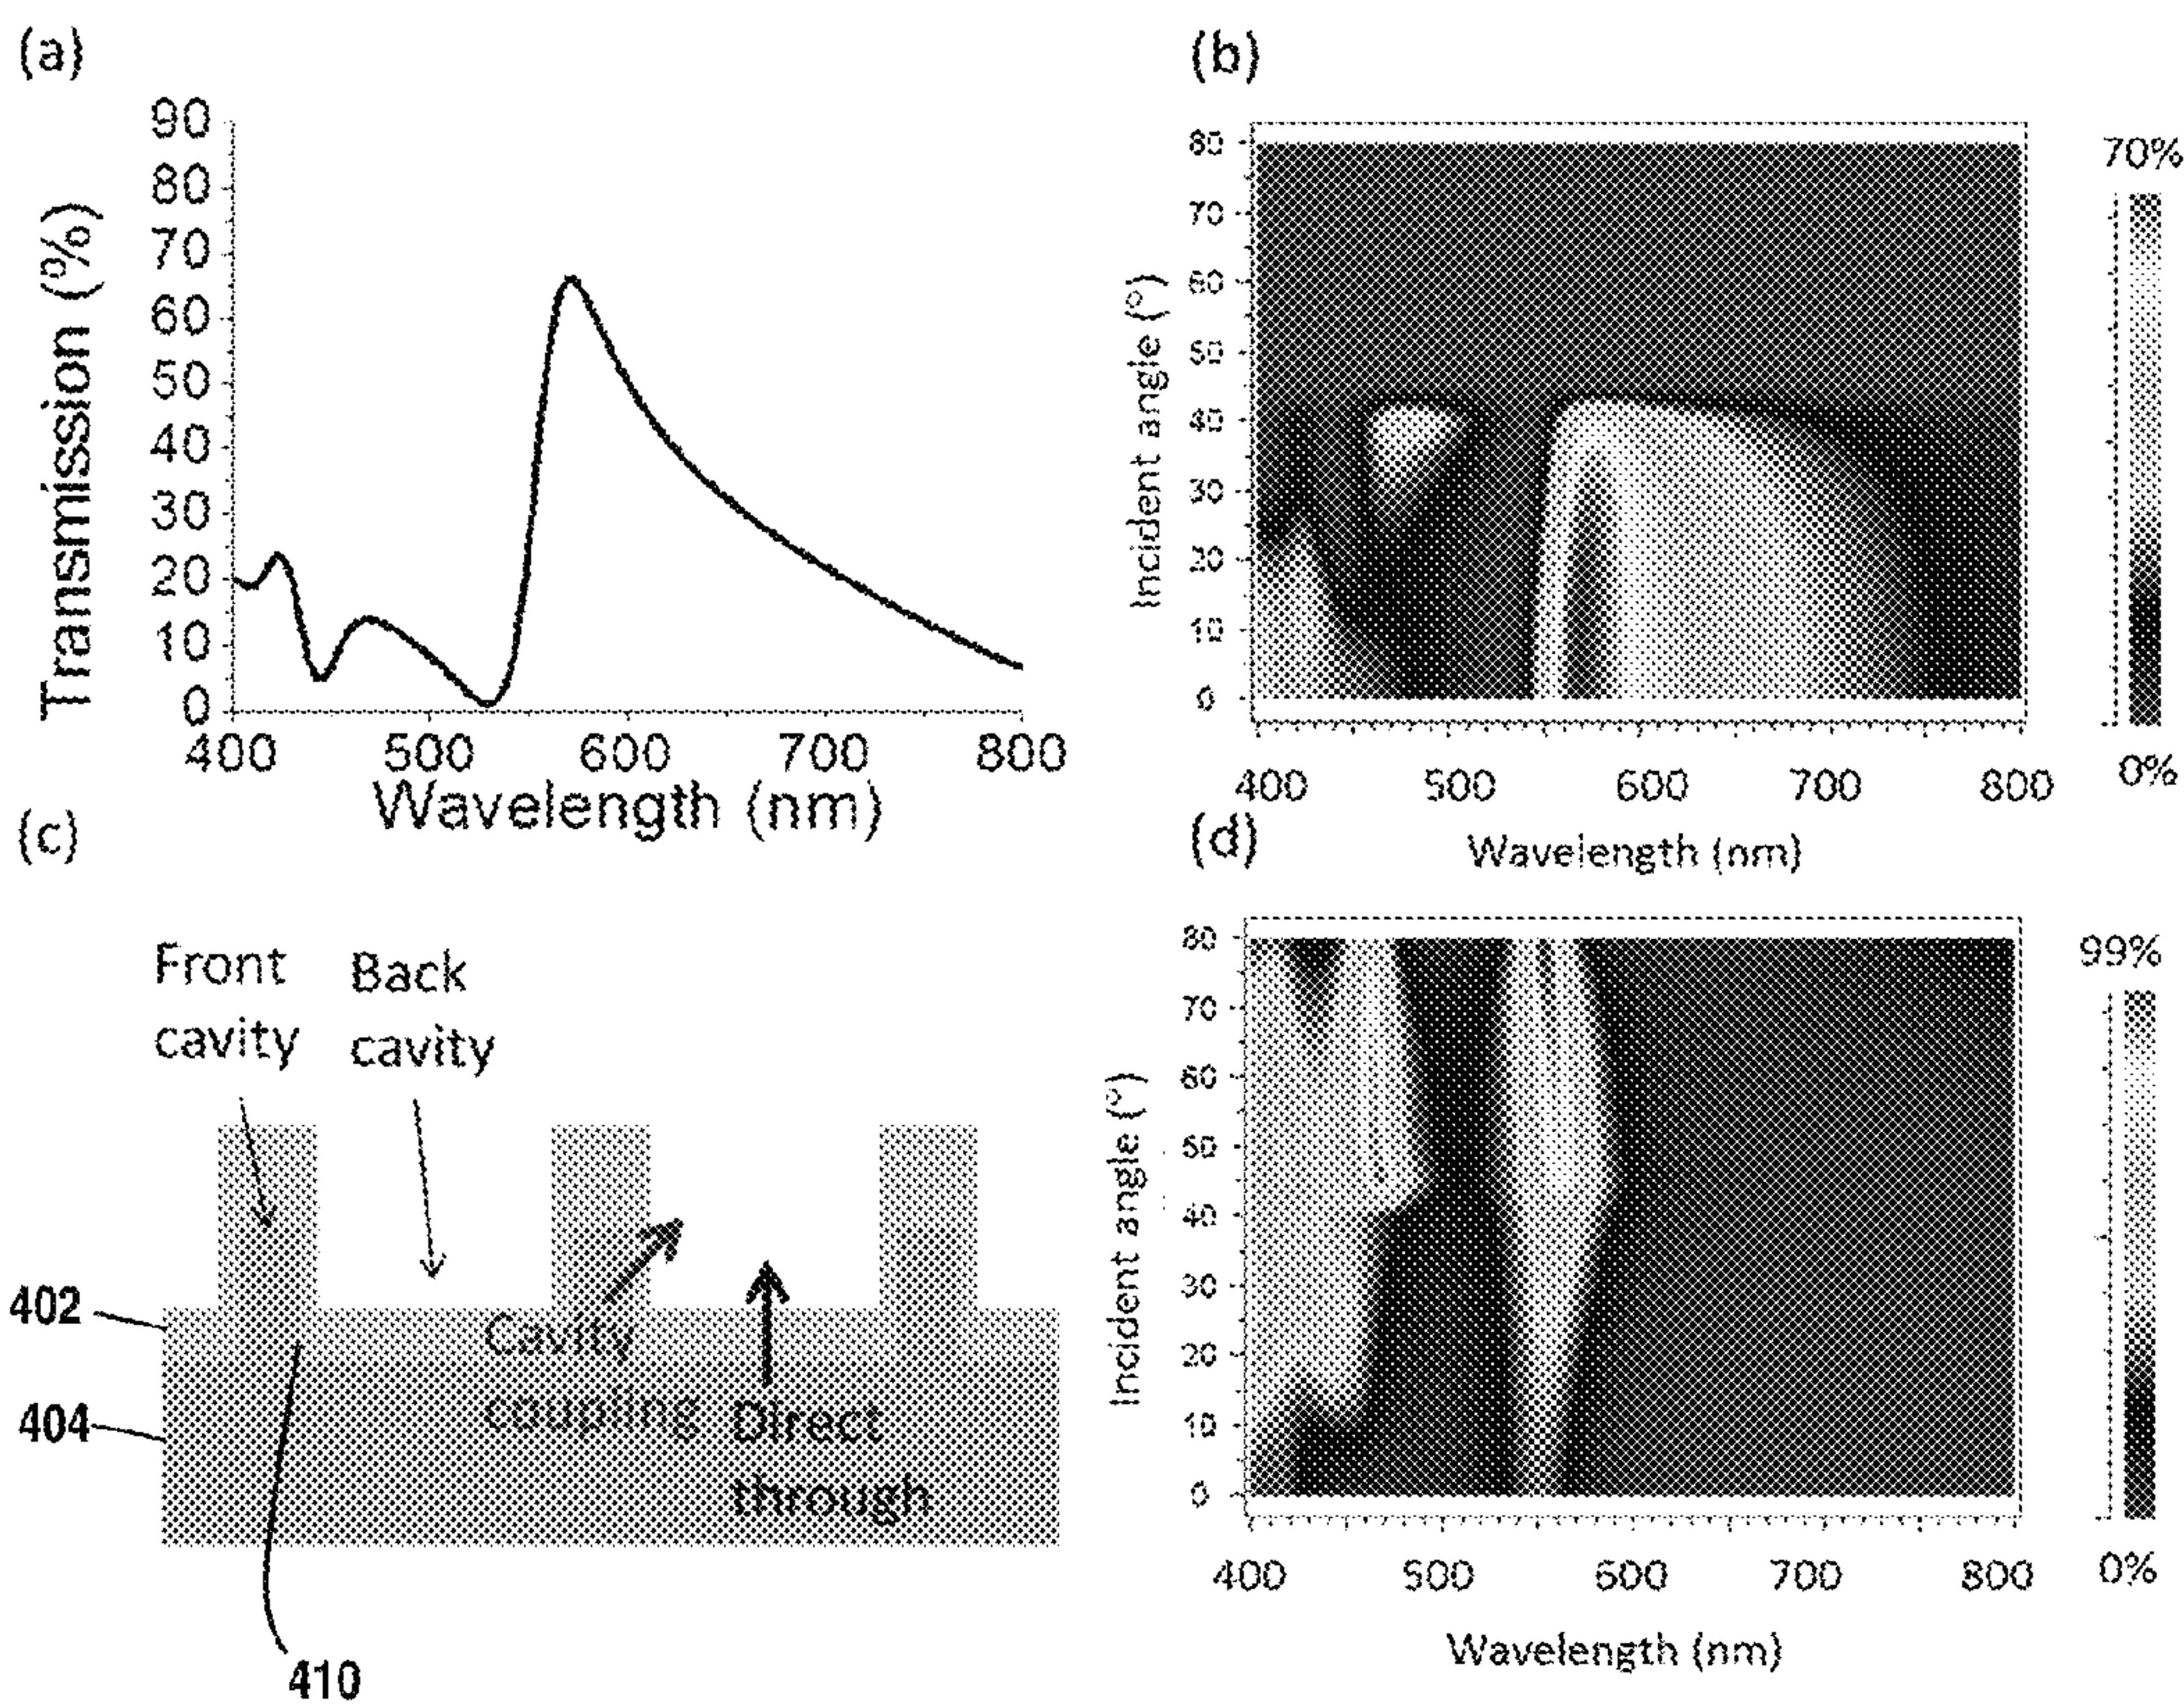 (a)
90
80
70
60
50
40
30
20
10
0
Transmission (%)
400 500 600 700 800
Wavelength (nm)
(b)
80
70
60
50
40
30
20
10
0
Incident angle (°)
400 500 600 700 800
Wavelength (nm)
70%
0%
(c)
Front
cavity
Back
cavity
402
404
410
Cavity
coupling
Direct
through
(d)
80
70
60
50
40
30
20
10
0
Incident angle (°)
400 500 600 700 800
Wavelength (nm)
99%
0%